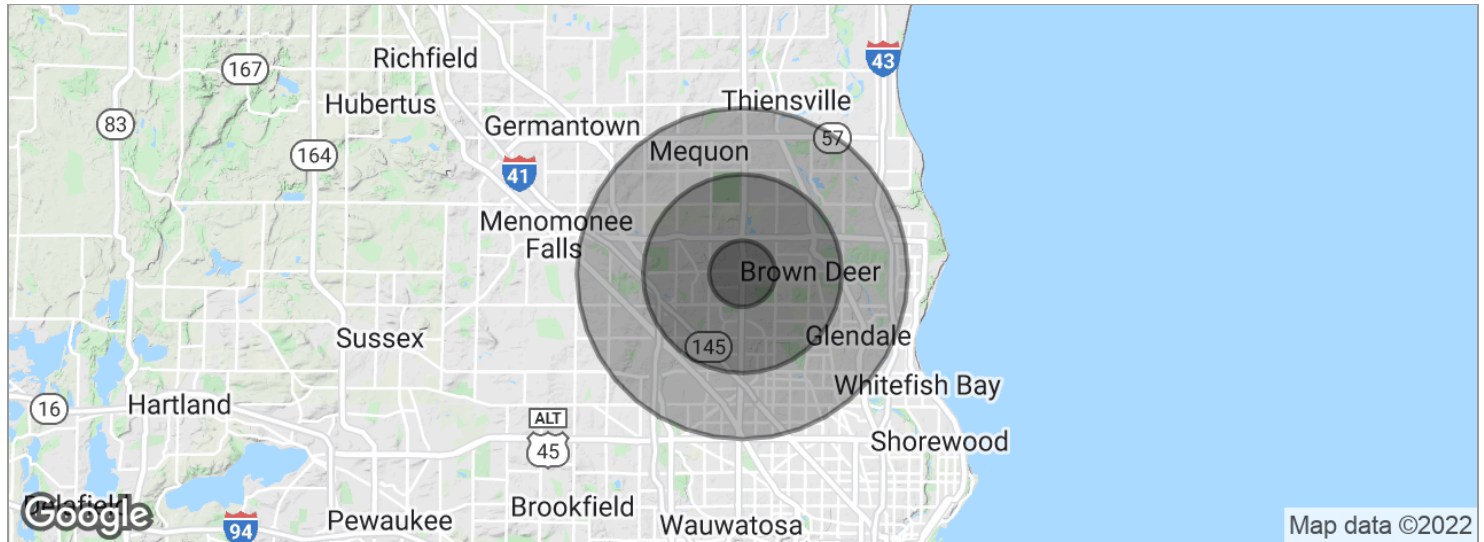 Richfield
43
167
Hubertus
Thiensville
83
Germantown
57
164
Mequon
41
Menomonee
Falls
Brown Deer
Sussex
145
Glendale
Whitefish Bay
16
Hartland
ALT
45
Shorewood
Delafield
Google
94
Pewaukee
Brookfield
Wauwatosa
Map data ©2022